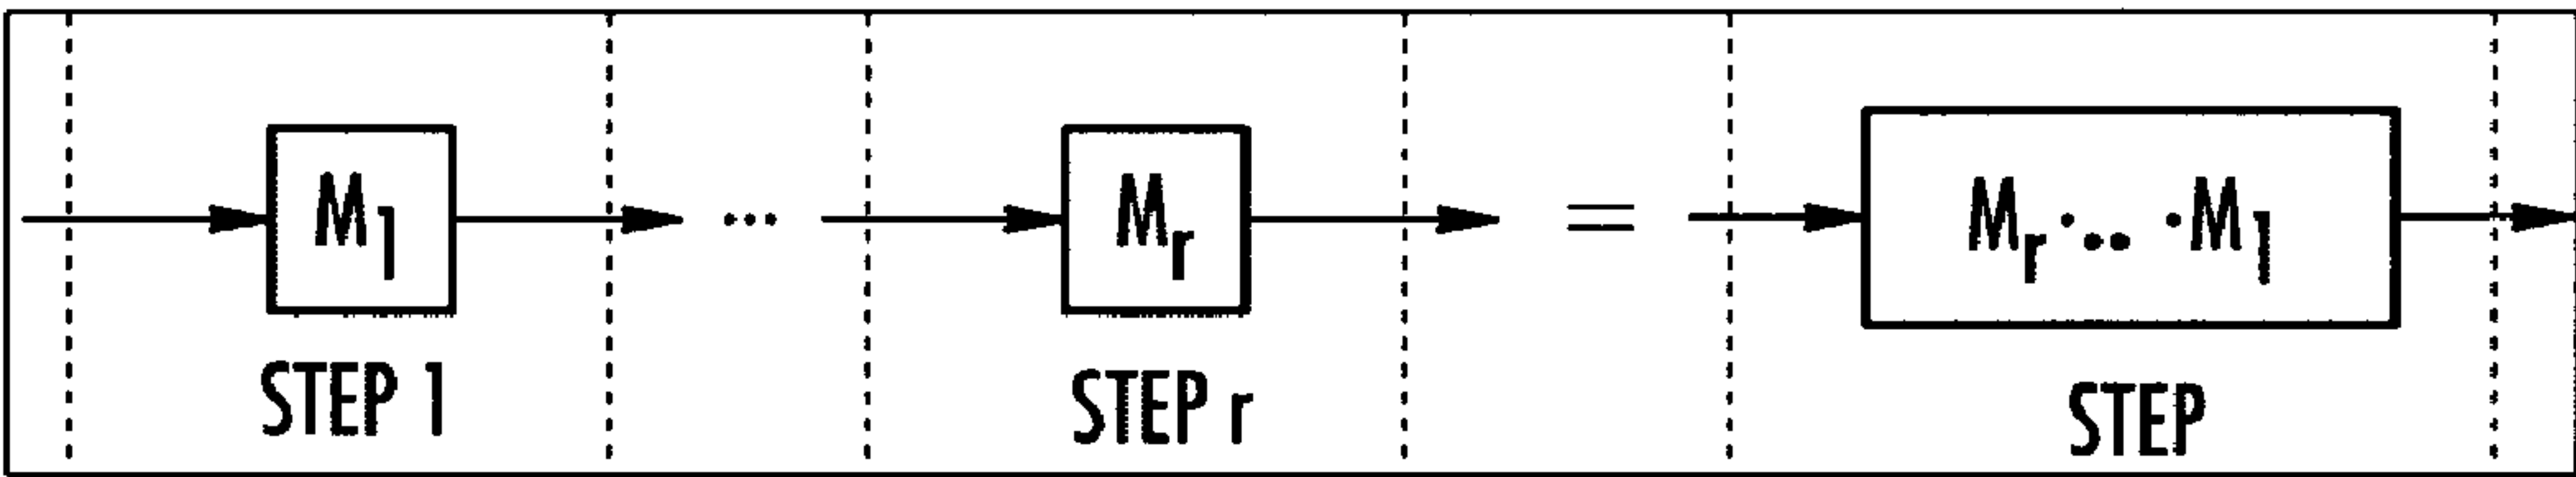 M1 ... Mr = Mr·.. ·M1
STEP 1 STEP r STEP